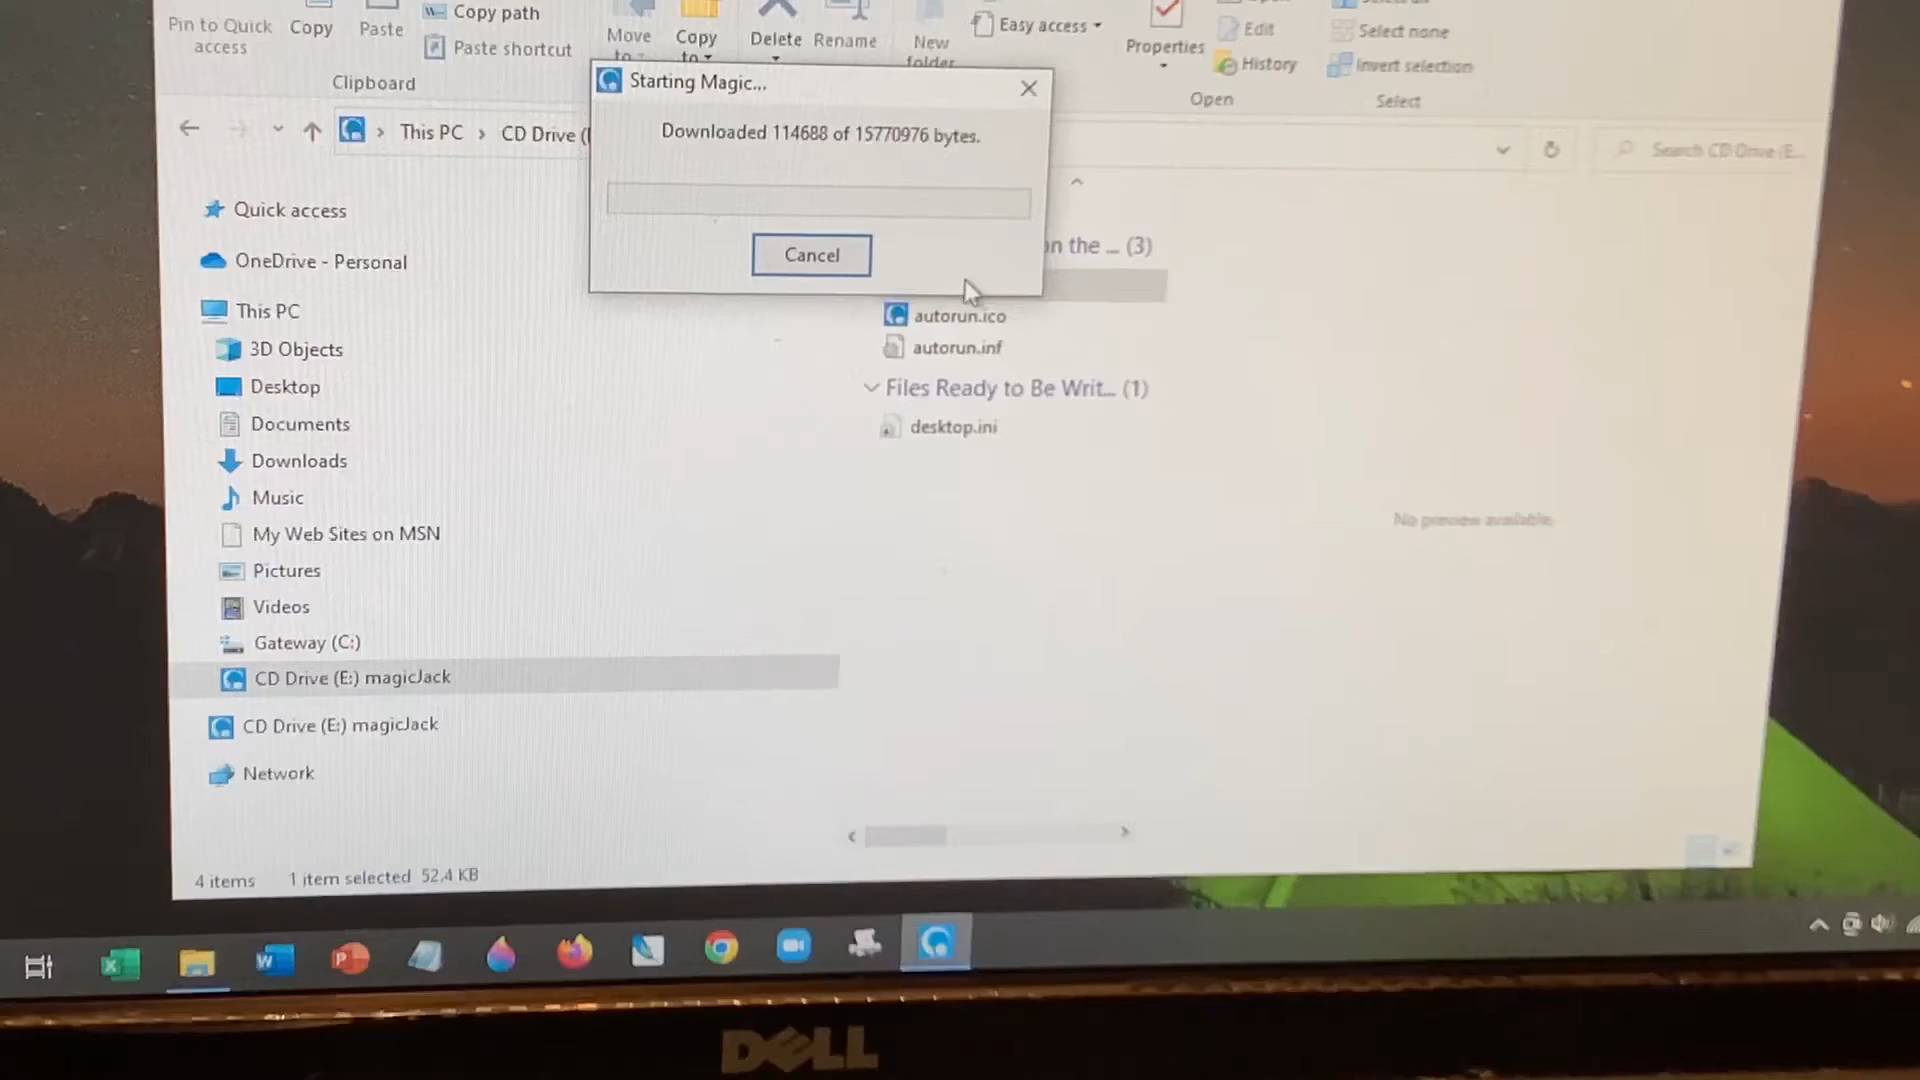 Pin to Quick access
Copy
Paste
Copy path
Paste shortcut
Clipboard
Move to
Copy to
Delete
Rename
New folder
Easy access
Properties
Edit
History
Open
Select none
Invert selection
Select
Starting Magic...
Downloaded 114688 of 15770976 bytes.
Cancel
This PC > CD Drive (
Search CD Drive (E...
Quick access
OneDrive - Personal
This PC
3D Objects
Desktop
Documents
Downloads
Music
My Web Sites on MSN
Pictures
Videos
Gateway (C:)
CD Drive (E:) magicJack
CD Drive (E:) magicJack
Network
on the ... (3)
autorun.ico
autorun.inf
Files Ready to Be Writ... (1)
desktop.ini
No preview available.
4 items 1 item selected 52.4 KB
DELL